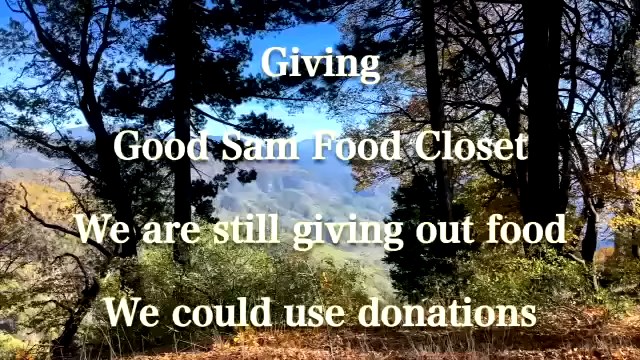 Giving
Good Sam Food Closet
We are still giving out food
We could use donations